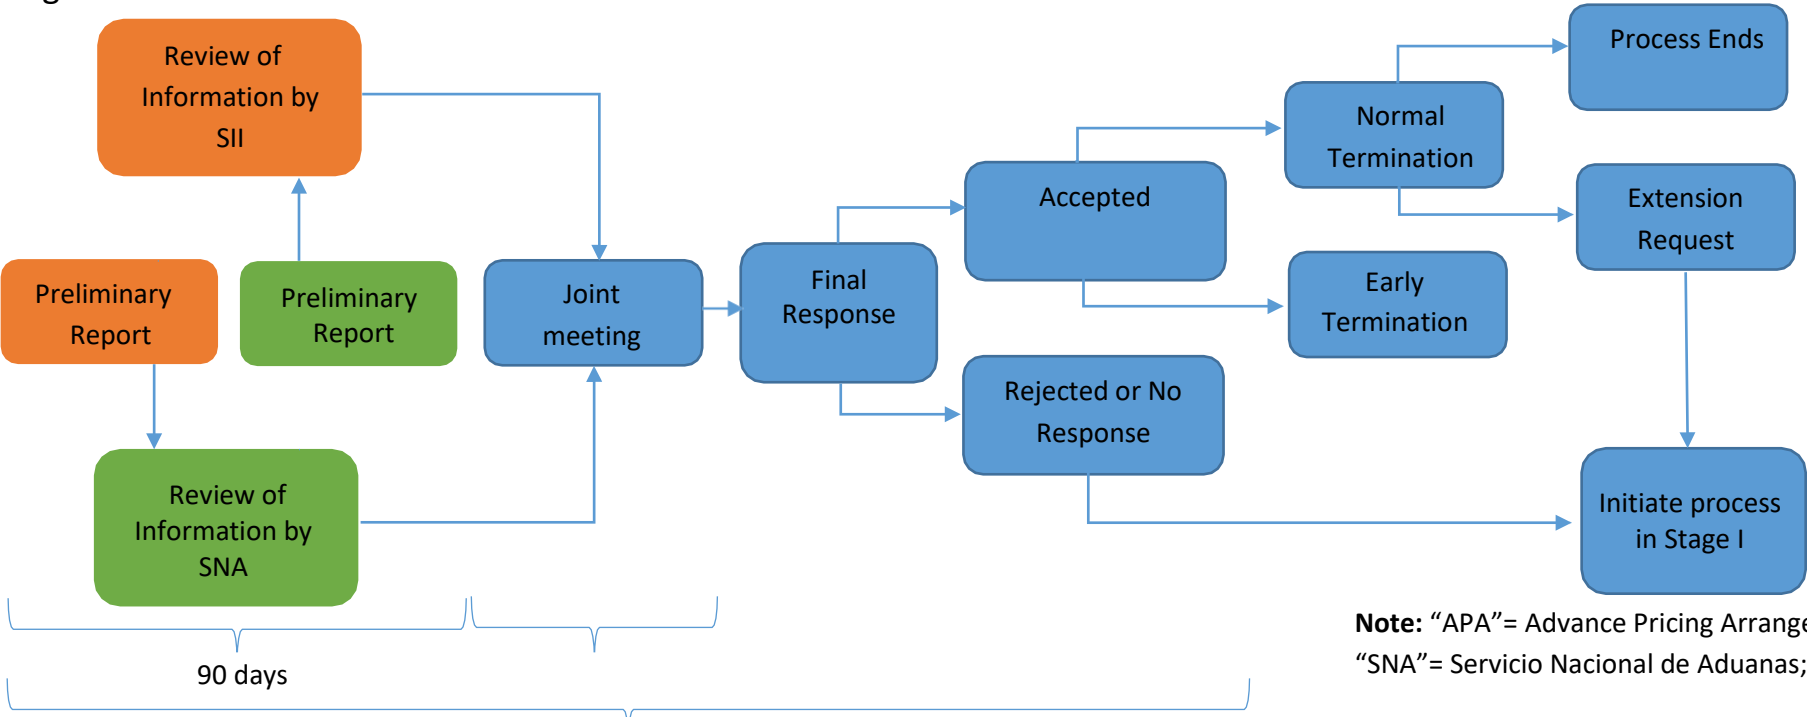 Review of
Information by
SII
Preliminary
Report
Preliminary
Report
Review of
Information by
SNA
Joint
meeting
Final
Response
Accepted
Rejected or No
Response
Normal
Termination
Early
Termination
Process Ends
Extension
Request
Initiate process
in Stage I
90 days
Note: “APA”= Advance Pricing Arrange
“SNA”= Servicio Nacional de Aduanas;